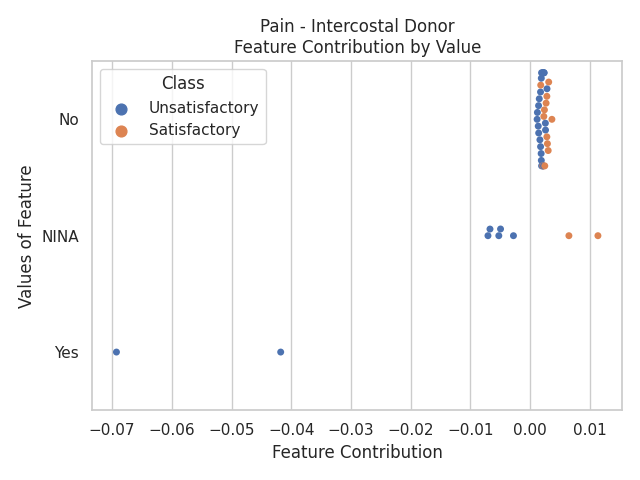 Pain - Intercostal Donor
Feature Contribution by Value
Class
Unsatisfactory
Satisfactory
Values of Feature
No
NINA
Yes
−0.07 −0.06 −0.05 −0.04 −0.03 −0.02 −0.01 0.00 0.01
Feature Contribution